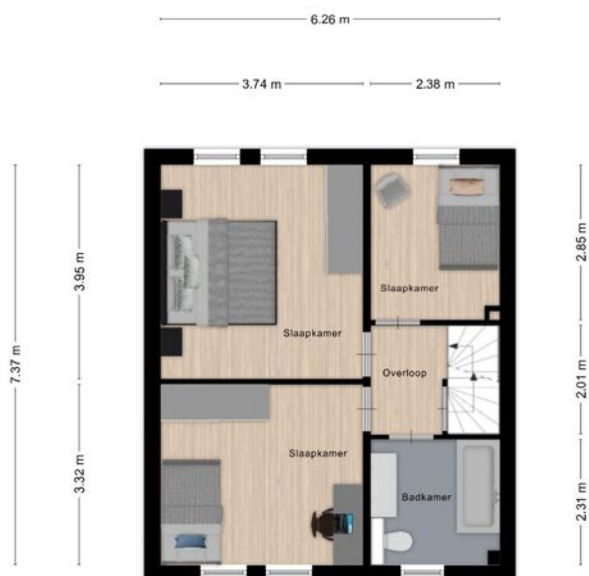 6.26 m
3.74 m
2.38 m
7.37 m
3.95 m
3.32 m
2.85 m
2.01 m
2.31 m
Slaapkamer
Slaapkamer
Overloop
Slaapkamer
Badkamer